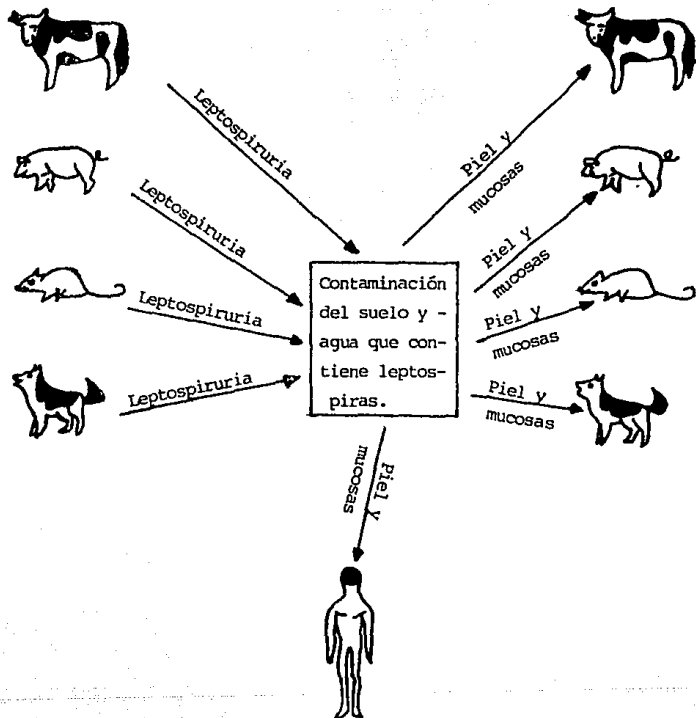 Leptospiruria
Piel y
mucosas
Leptospiruria
Piel y
mucosas
Contaminación
del suelo y -
agua que con-
tiene leptos-
piras.
Leptospiruria
Piel y
mucosas
Leptospiruria
Piel y
mucosas
Piel y
mucosas